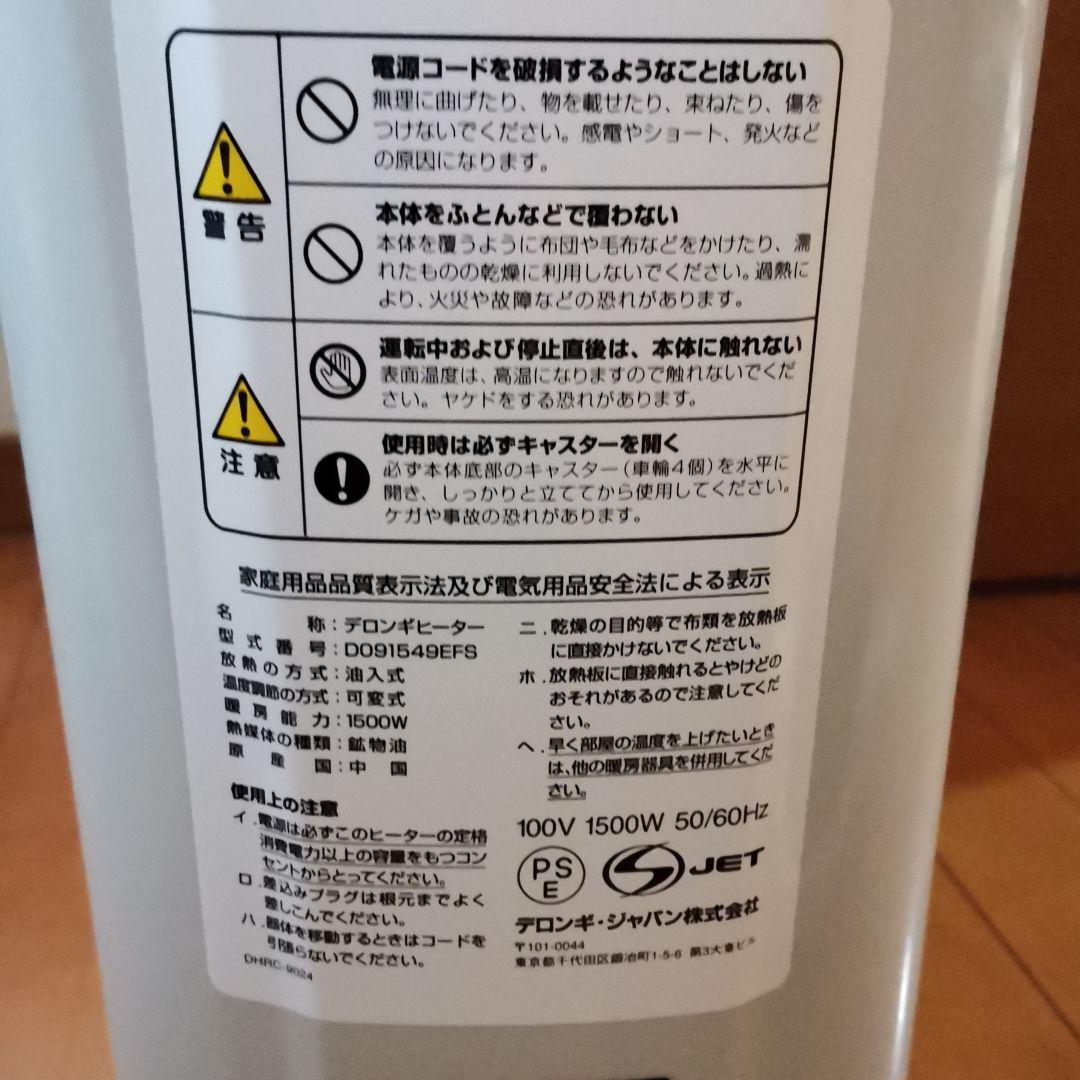 電源コードを破損するようなことはしない
無理に曲げたり、物を載せたり、束ねたり、傷を
つけないでください。感電やショート、発火など
の原因になります。
警告
本体をふとんなどで覆わない
本体を覆うように布団や毛布などをかけたり、濡
れたものの乾燥に利用しないでください。過熱に
より、火災や故障などの恐れがあります。
運転中および停止直後は、本体に触れない
表面温度は、高温になりますので触れないでくだ
さい。ヤケドをする恐れがあります。
注意
使用時は必ずキャスターを開く
必ず本体底部のキャスター(車輪4個)を水平に
開き、しっかりと立ててから使用してください。
ケガや事故の恐れがあります。
家庭用品品質表示法及び電気用品安全法による表示
名称:デロンギヒーター
型式番号:D091549EFS
放熱の方式:油入式
温度調節の方式:可変式
暖房能力:1500W
熱媒体の種類:鉱物油
原産国:中国
使用上の注意
イ.電源は必ずこのヒーターの定格
消費電力以上の容量をもつコン
セントからとってください。
ロ.差込みプラグは根元までよく
差しこんでください。
ハ.器体を移動するときはコードを
引張らないでください。
DHRC-9024
ニ.乾燥の目的等で布類を放熱板
に直接かけないでください。
ホ.放熱板に直接触れるとやけどの
おそれがあるので注意してくだ
さい。
ヘ.早く部屋の温度を上げたいとき
は、他の暖房器具を併用してくだ
さい。
100V 1500W 50/60Hz
PS
E
JET
デロンギ・ジャパン株式会社
〒101-0044
東京都千代田区鍛冶町1-5-6 第3大東ビル